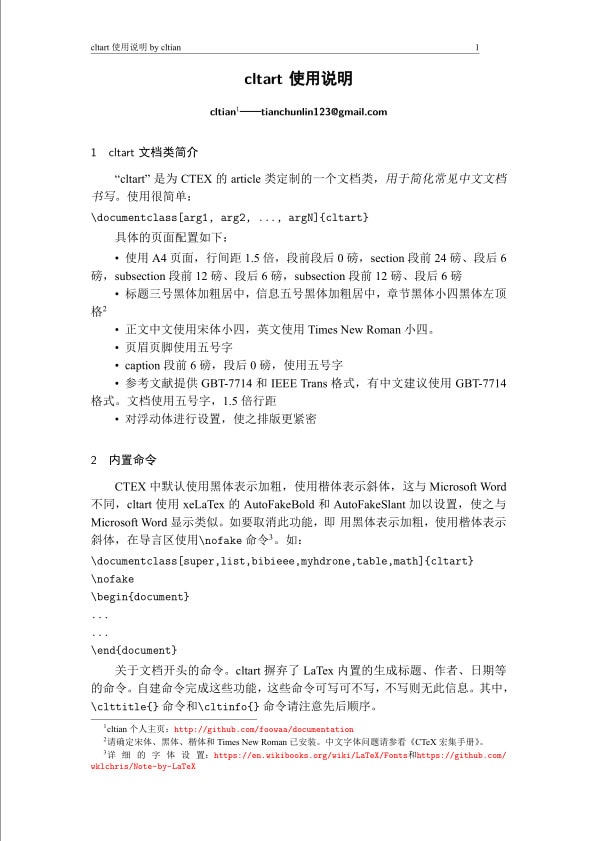 cltart 使用说明 by cltian 1
cltart 使用说明
cltian¹——tianchunlin123@gmail.com
1 cltart 文档类简介
“cltart” 是为 CTEX 的 article 类定制的一个文档类，用于简化常见中文文档
书写。使用很简单：
\documentclass[arg1, arg2, ..., argN]{cltart}
具体的页面配置如下：
• 使用 A4 页面，行间距 1.5 倍，段前段后 0 磅，section 段前 24 磅、段后 6
磅，subsection 段前 12 磅、段后 6 磅，subsection 段前 12 磅、段后 6 磅
• 标题三号黑体加粗居中，信息五号黑体加粗居中，章节黑体小四黑体左顶
格²
• 正文中文使用宋体小四，英文使用 Times New Roman 小四。
• 页眉页脚使用五号字
• caption 段前 6 磅，段后 0 磅，使用五号字
• 参考文献提供 GBT-7714 和 IEEE Trans 格式，有中文建议使用 GBT-7714
格式。文档使用五号字，1.5 倍行距
• 对浮动体进行设置，使之排版更紧密
2 内置命令
CTEX 中默认使用黑体表示加粗，使用楷体表示斜体，这与 Microsoft Word
不同，cltart 使用 xeLaTex 的 AutoFakeBold 和 AutoFakeSlant 加以设置，使之与
Microsoft Word 显示类似。如要取消此功能，即 用黑体表示加粗，使用楷体表示
斜体，在导言区使用\nofake 命令³。如：
\documentclass[super,list,bibieee,myhdrone,table,math]{cltart}
\nofake
\begin{document}
...
...
\end{document}
关于文档开头的命令。cltart 摒弃了 LaTex 内置的生成标题、作者、日期等
的命令。自建命令完成这些功能，这些命令可写可不写，不写则无此信息。其中，
\clttitle{} 命令和\cltinfo{} 命令请注意先后顺序。
¹cltian 个人主页：http://github.com/foowaa/documentation
²请确定宋体、黑体、楷体和 Times New Roman 已安装。中文字体问题请参看《CTeX 宏集手册》。
³详 细 的 字 体 设 置：https://en.wikibooks.org/wiki/LaTeX/Fonts和https://github.com/
wklchris/Note-by-LaTeX